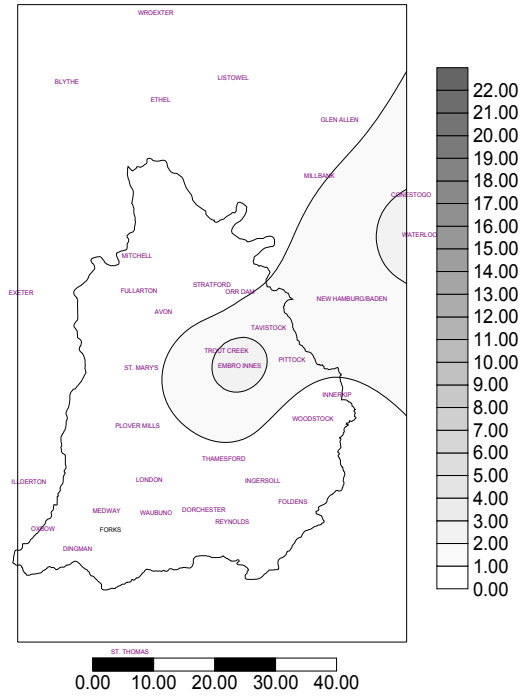 WROEXTER
BLYTHE
LISTOWEL
ETHEL
GLEN ALLEN
MILLBANK
CONESTOGO
WATERLOO
MITCHELL
EXETER
FULLARTON
STRATFORD
ORR DAM
NEW HAMBURG/BADEN
AVON
TAVISTOCK
TROUT CREEK
PITTOCK
ST. MARY'S
EMBRO INNES
INNERKIP
WOODSTOCK
PLOVER MILLS
THAMESFORD
ILLDERTON
LONDON
INGERSOLL
FOLDENS
MEDWAY
WAUBUNO
DORCHESTER
REYNOLDS
OXBOW
FORKS
DINGMAN
ST. THOMAS
0.00 10.00 20.00 30.00 40.00
22.00
21.00
20.00
19.00
18.00
17.00
16.00
15.00
14.00
13.00
12.00
11.00
10.00
9.00
8.00
7.00
6.00
5.00
4.00
3.00
2.00
1.00
0.00